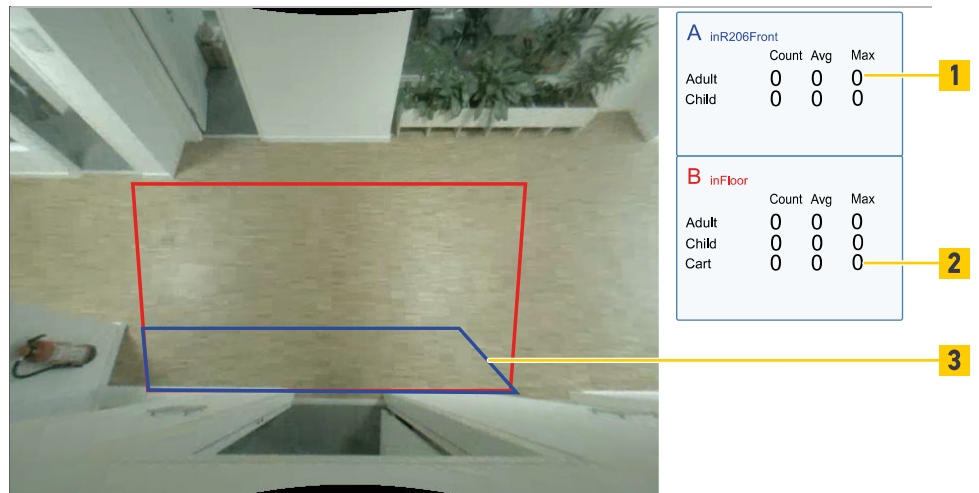 A inR206Front
Count Avg Max
Adult 0 0 0
Child 0 0 0
1
B inFloor
Count Avg Max
Adult 0 0 0
Child 0 0 0
Cart 0 0 0
2
3